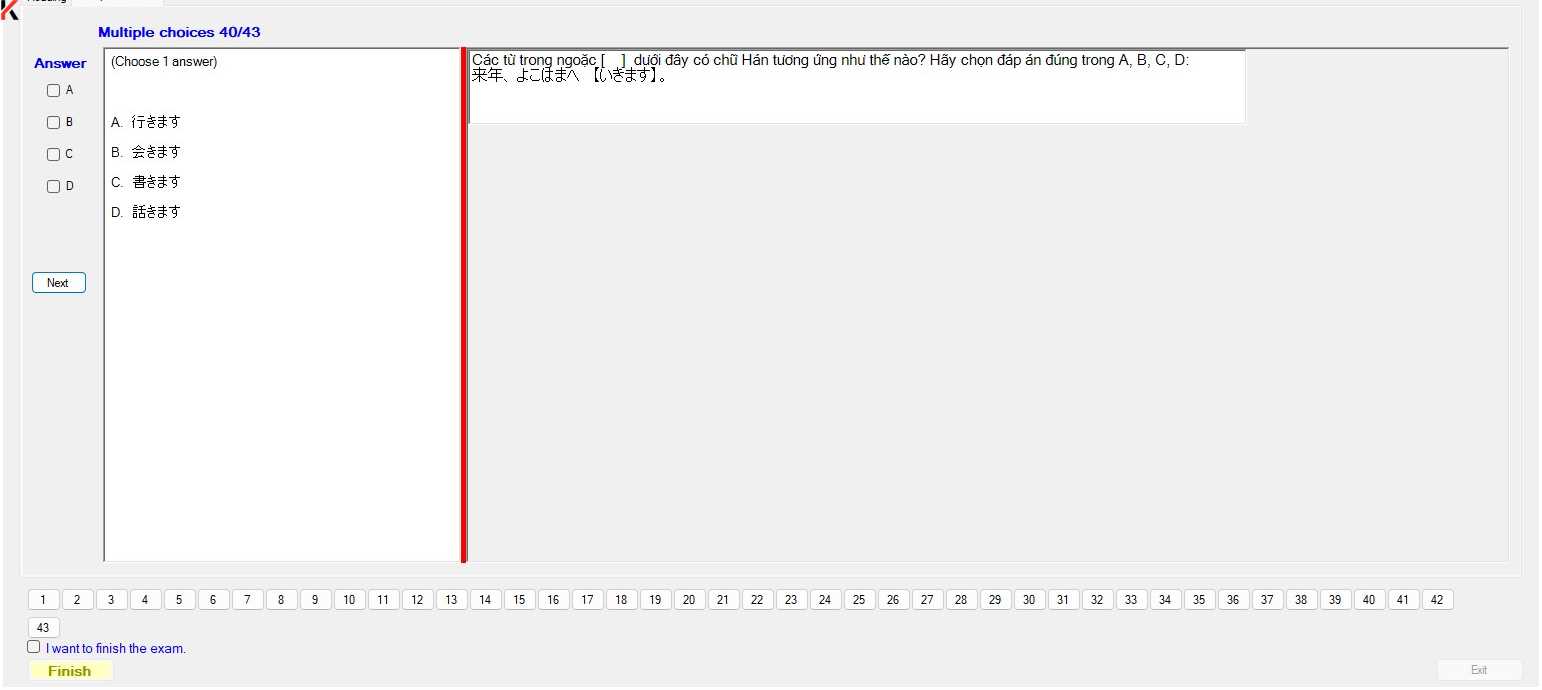 Multiple choices 40/43
Answer
A
B
C
D
Next
(Choose 1 answer)
A. 行きます
B. 会きます
C. 書きます
D. 話きます
Các từ trong ngoặc [ ] dưới đây có chữ Hán tương ứng như thế nào? Hãy chọn đáp án đúng trong A, B, C, D:
来年、よこはまへ 【いきます】。
1 2 3 4 5 6 7 8 9 10 11 12 13 14 15 16 17 18 19 20 21 22 23 24 25 26 27 28 29 30 31 32 33 34 35 36 37 38 39 40 41 42
43
I want to finish the exam.
Finish
Exit